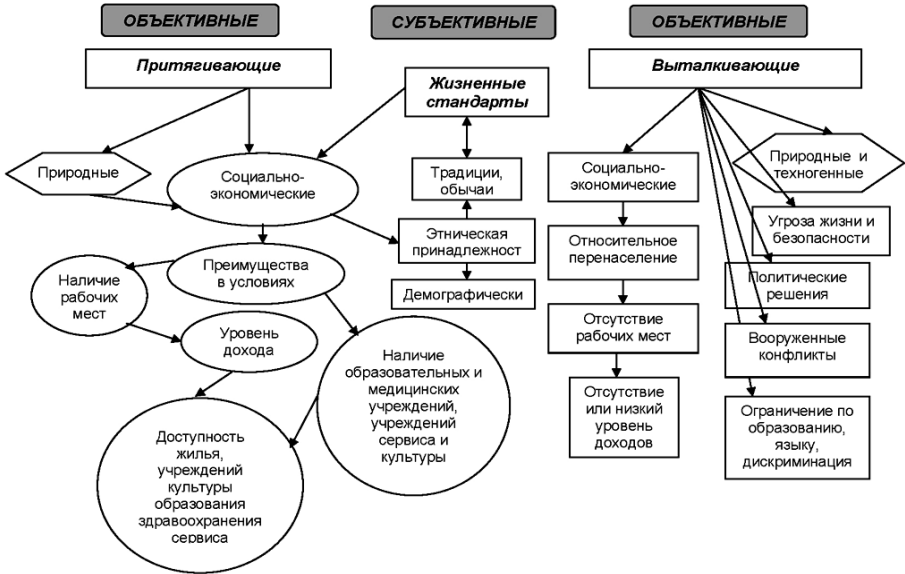 ОБЪЕКТИВНЫЕ
СУБЪЕКТИВНЫЕ
ОБЪЕКТИВНЫЕ
Притягивающие
Природные
Социально-
экономические
Преимущества
в условиях
Наличие
рабочих
мест
Уровень
дохода
Доступность
жилья,
учреждений
культуры
образования
здравоохранения
сервиса
Наличие
образовательных и
медицинских
учреждений,
учреждений
сервиса и
культуры
Жизненные
стандарты
Традиции,
обычаи
Этническая
принадлежност
Демографически
Выталкивающие
Социально-
экономические
Относительное
перенаселение
Отсутствие
рабочих мест
Отсутствие
или низкий
уровень
доходов
Природные и
техногенные
Угроза жизни и
безопасности
Политические
решения
Вооруженные
конфликты
Ограничение по
образованию,
языку,
дискриминация